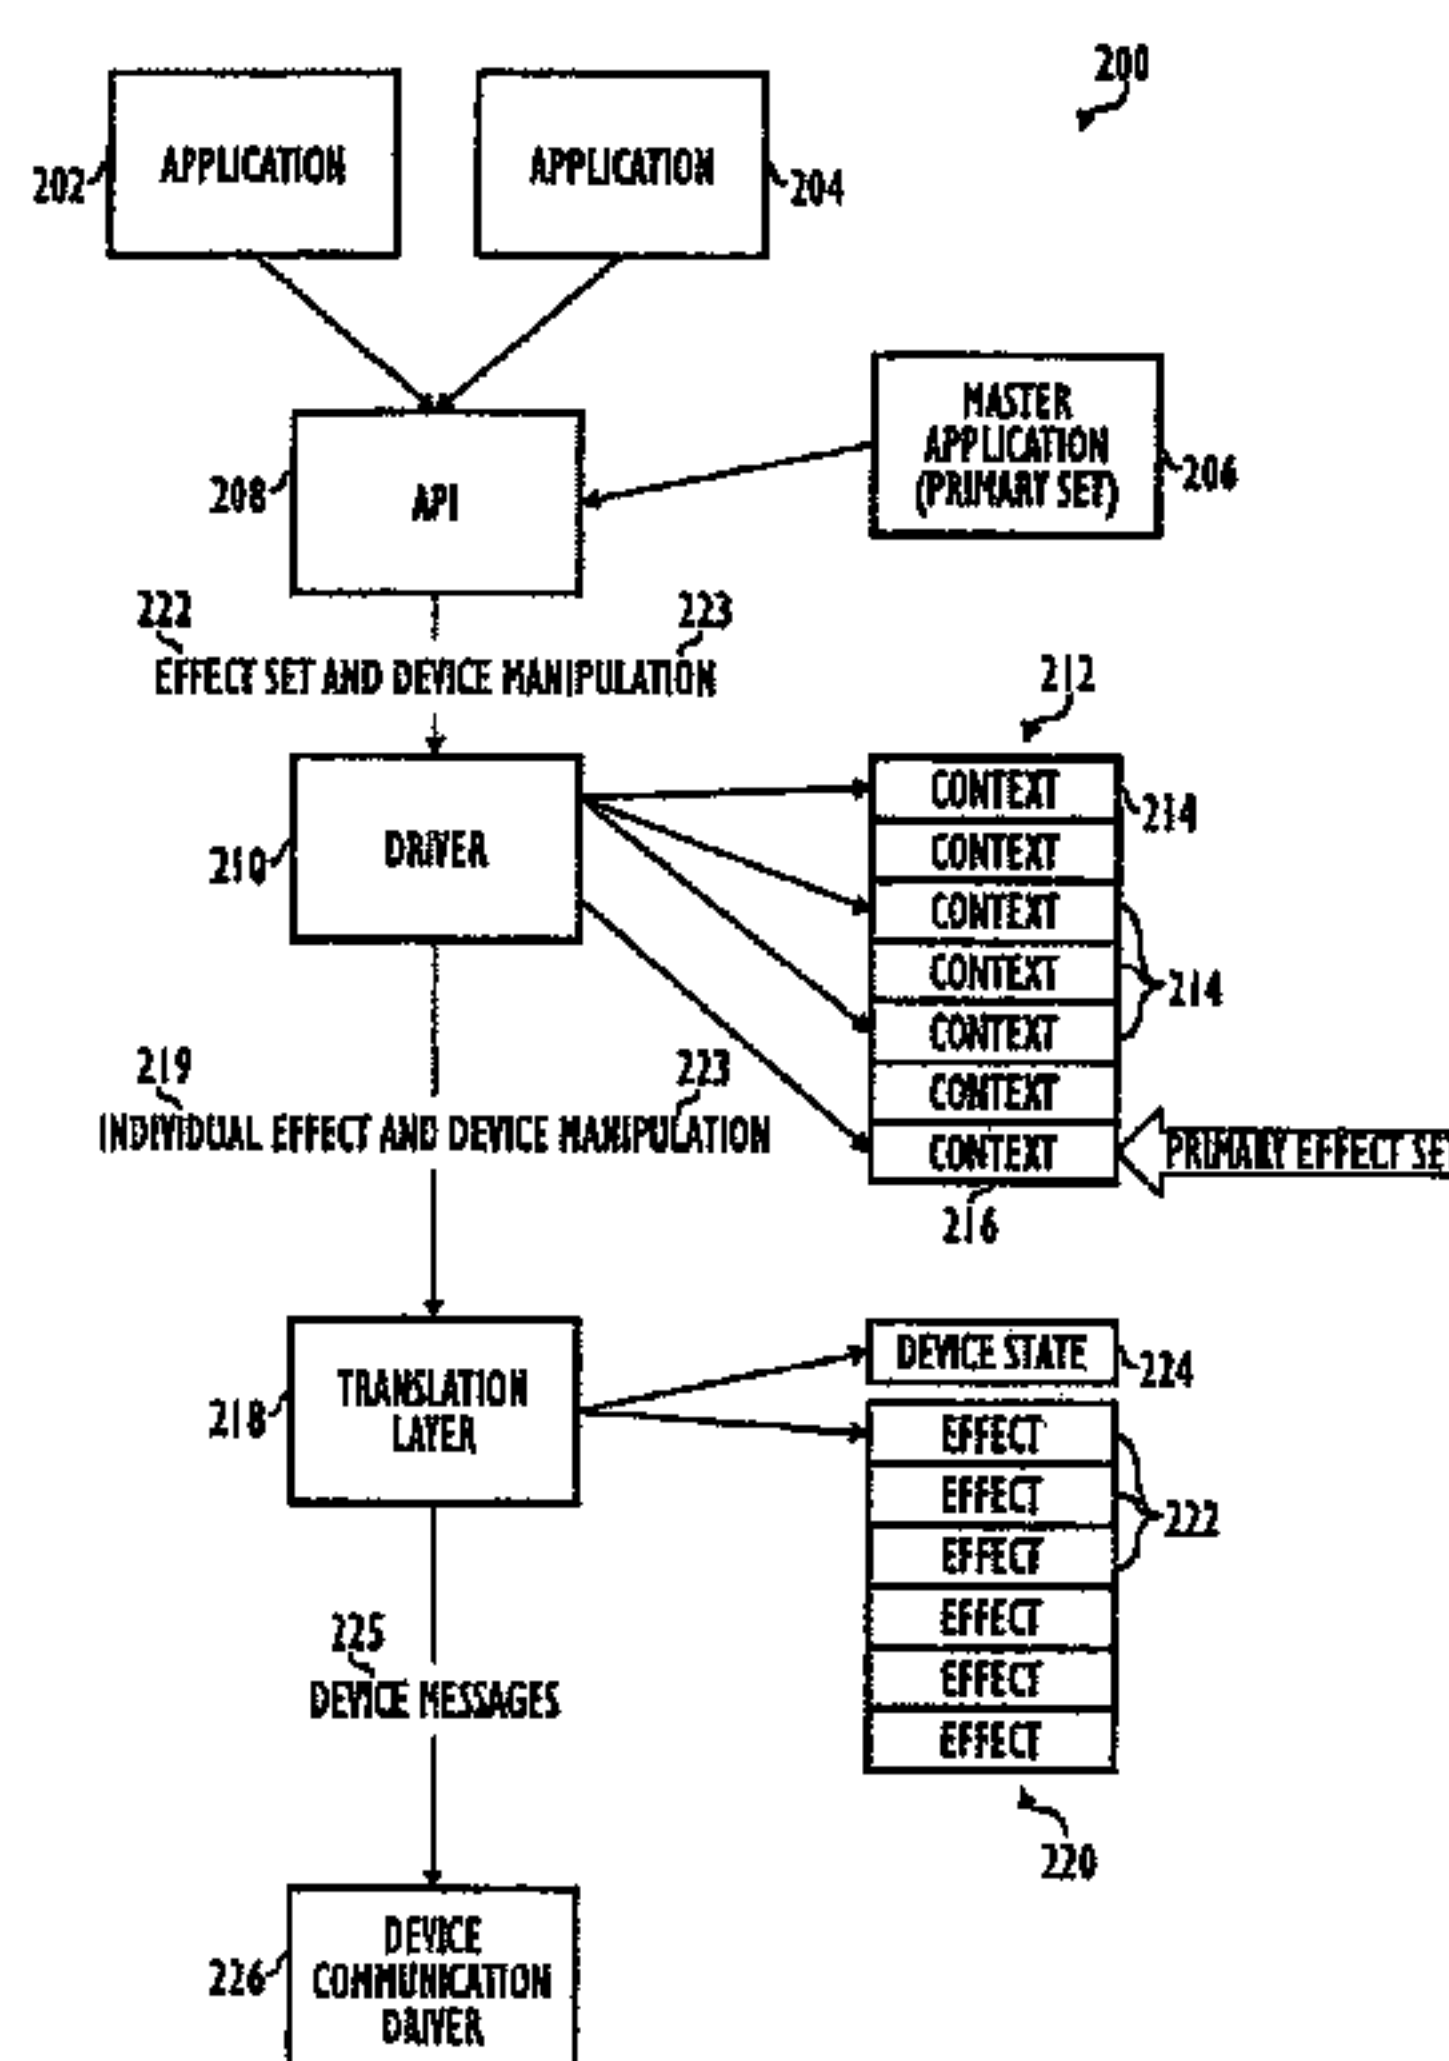 200
APPLICATION
APPLICATION
202
204
MASTER
APPLICATION
(PRIMARY SET)
206
208
API
222
223
EFFECT SET AND DEVICE MANIPULATION
212
CONTEXT
214
CONTEXT
210
DRIVER
CONTEXT
CONTEXT
214
CONTEXT
CONTEXT
219
223
INDIVIDUAL EFFECT AND DEVICE MANIPULATION
CONTEXT
PRIMARY EFFECT SET
216
DEVICE STATE
224
218
TRANSLATION
LAYER
EFFECT
EFFECT
222
EFFECT
EFFECT
225
DEVICE MESSAGES
EFFECT
EFFECT
220
226
DEVICE
COMMUNICATION
DRIVER